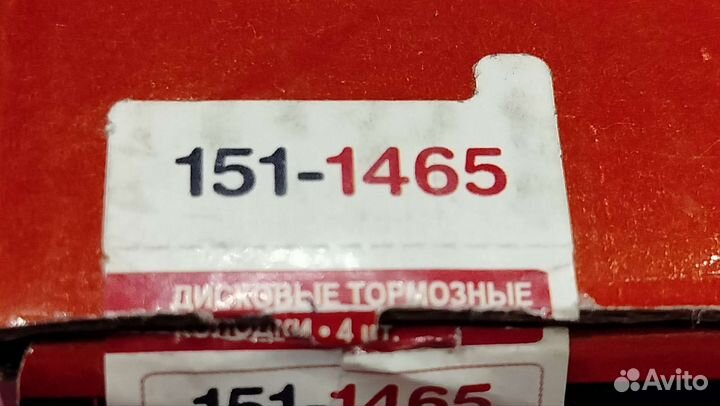 151-1465
ДИСКОВЫЕ ТОРМОЗНЫЕ
КОЛОДКИ • 4 шт.
151-1465
Avito